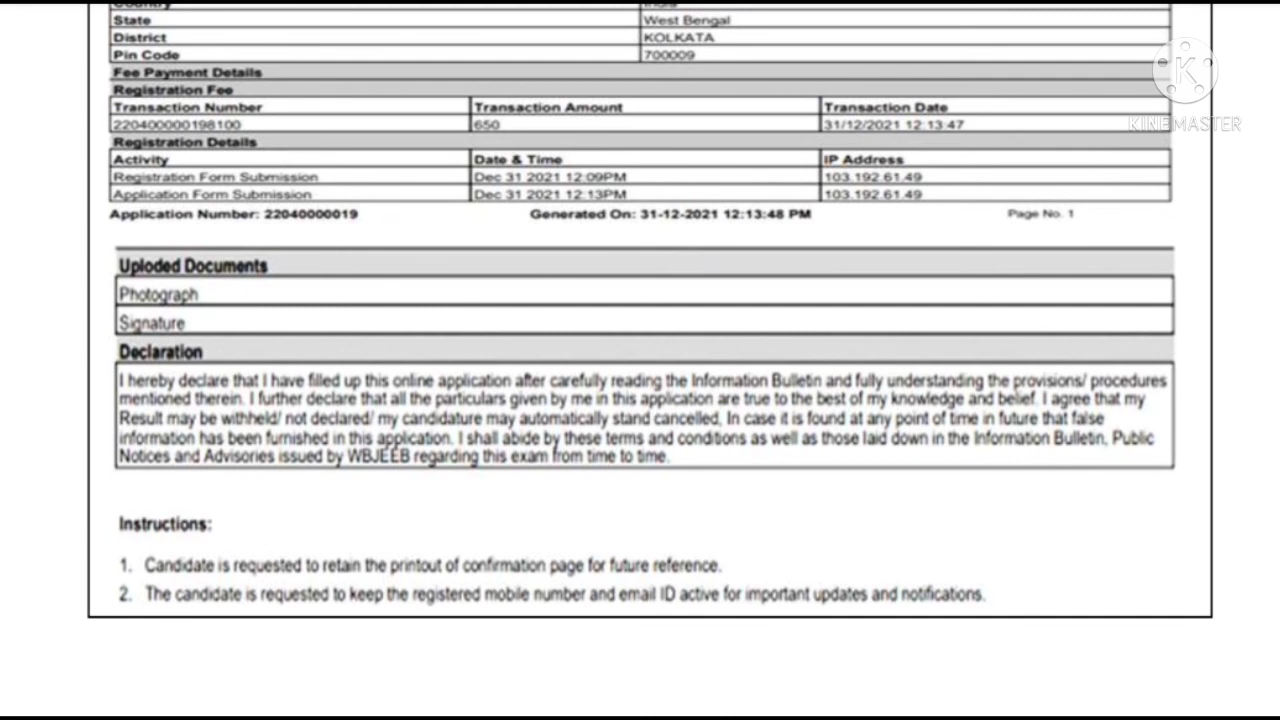 Country India
State West Bengal
District KOLKATA
Pin Code 700009
Fee Payment Details
Registration Fee
Transaction Number Transaction Amount Transaction Date
220400000198100 650 31/12/2021 12:13:47
Registration Details
Activity Date & Time IP Address
Registration Form Submission Dec 31 2021 12:09PM 103.192.61.49
Application Form Submission Dec 31 2021 12:13PM 103.192.61.49
Application Number: 22040000019 Generated On: 31-12-2021 12:13:48 PM Page No. 1
Uploded Documents
Photograph
Signature
Declaration
I hereby declare that I have filled up this online application after carefully reading the Information Bulletin and fully understanding the provisions/ procedures
mentioned therein. I further declare that all the particulars given by me in this application are true to the best of my knowledge and belief. I agree that my
Result may be withheld/ not declared/ my candidature may automatically stand cancelled, In case it is found at any point of time in future that false
information has been furnished in this application. I shall abide by these terms and conditions as well as those laid down in the Information Bulletin, Public
Notices and Advisories issued by WBJEEB regarding this exam from time to time.
Instructions:
1. Candidate is requested to retain the printout of confirmation page for future reference.
2. The candidate is requested to keep the registered mobile number and email ID active for important updates and notifications.
K
KINEMASTER